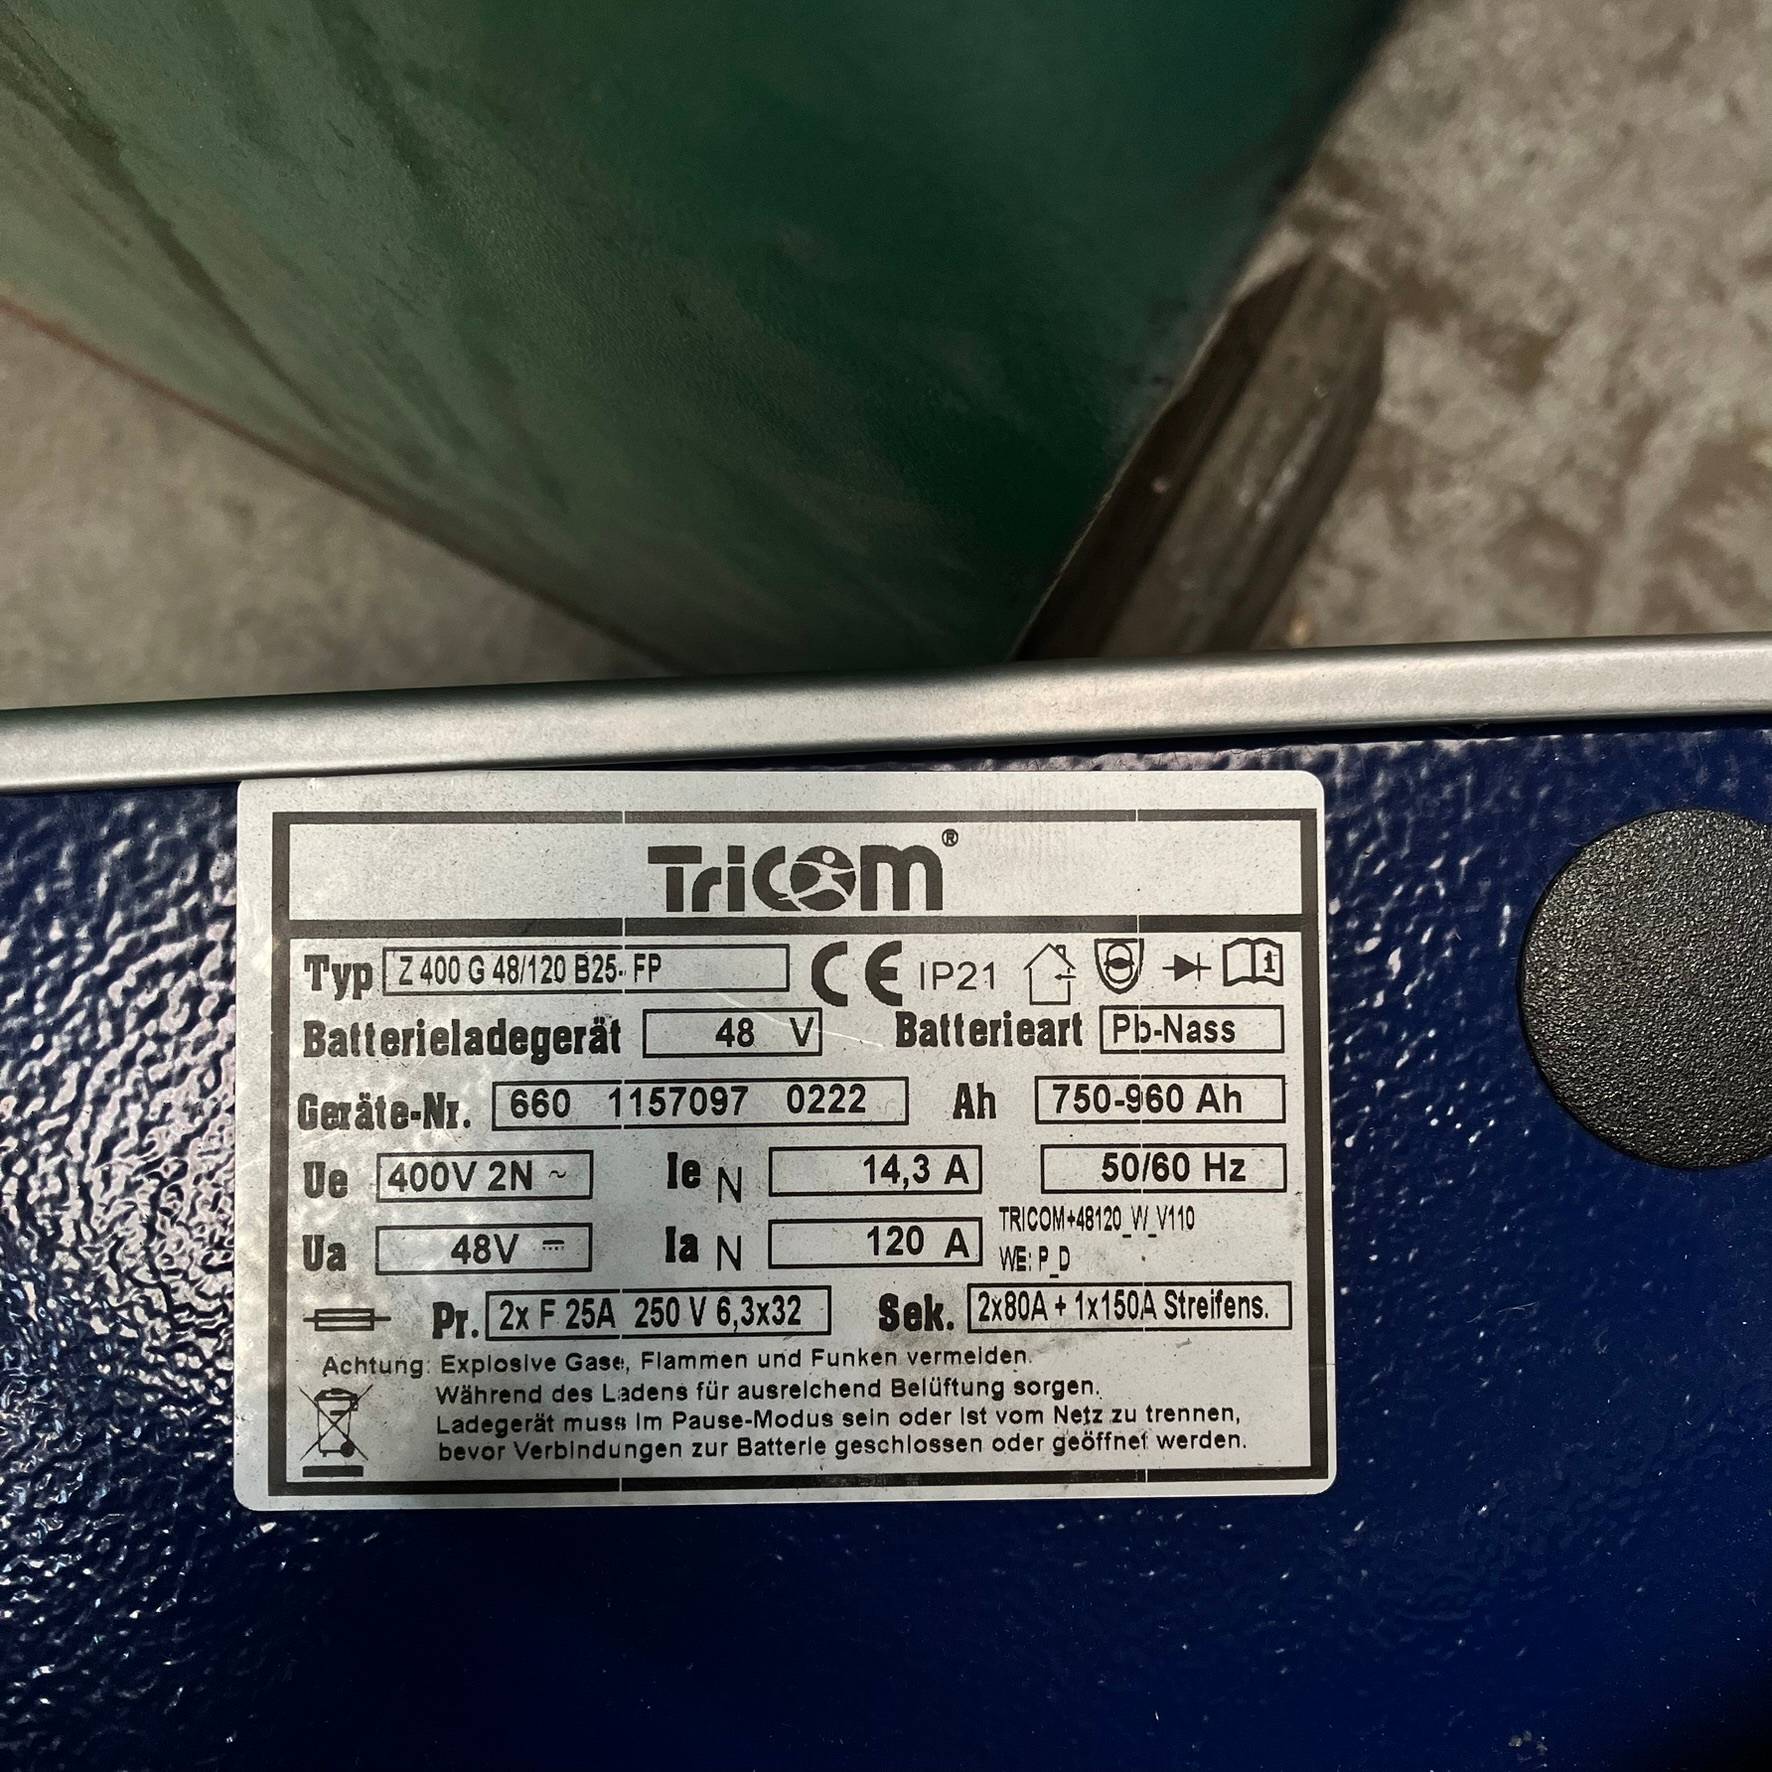 Tricom®
Typ Z 400 G 48/120 B25- FP CE IP21
Batterieladegerät 48 V Batterieart Pb-Nass
Geräte-Nr. 660 1157097 0222 Ah 750-960 Ah
Ue 400V 2N ~ Ie N 14,3 A 50/60 Hz
TRICOM+48120_W_V110
Ua 48V Ia N 120 A WE: P_D
Pr. 2x F 25A 250 V 6,3x32 Sek. 2x80A + 1x150A Streifens.
Achtung: Explosive Gase, Flammen und Funken vermeiden.
Während des Ladens für ausreichend Belüftung sorgen.
Ladegerät muss im Pause-Modus sein oder ist vom Netz zu trennen,
bevor Verbindungen zur Batterie geschlossen oder geöffnet werden.